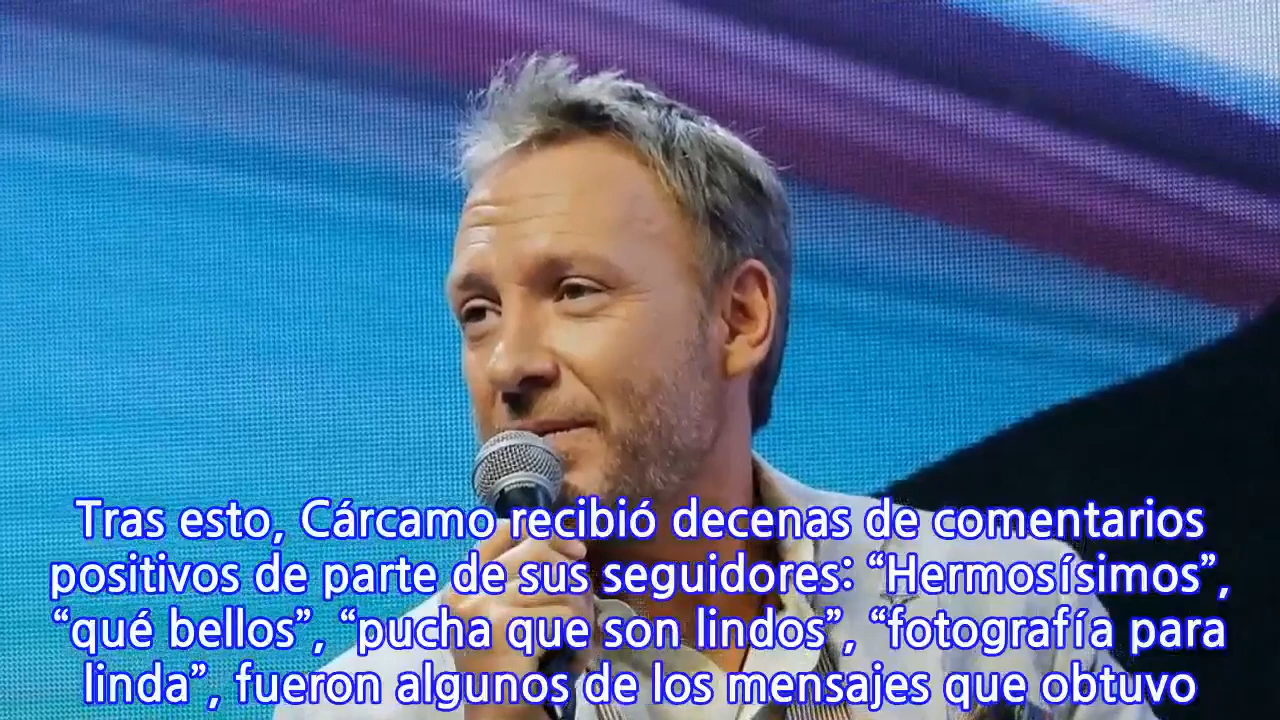 Tras esto, Cárcamo recibió decenas de comentarios
positivos de parte de sus seguidores: “Hermosísimos”,
“qué bellos”, “pucha que son lindos”, “fotografía para
linda”, fueron algunos de los mensajes que obtuvo